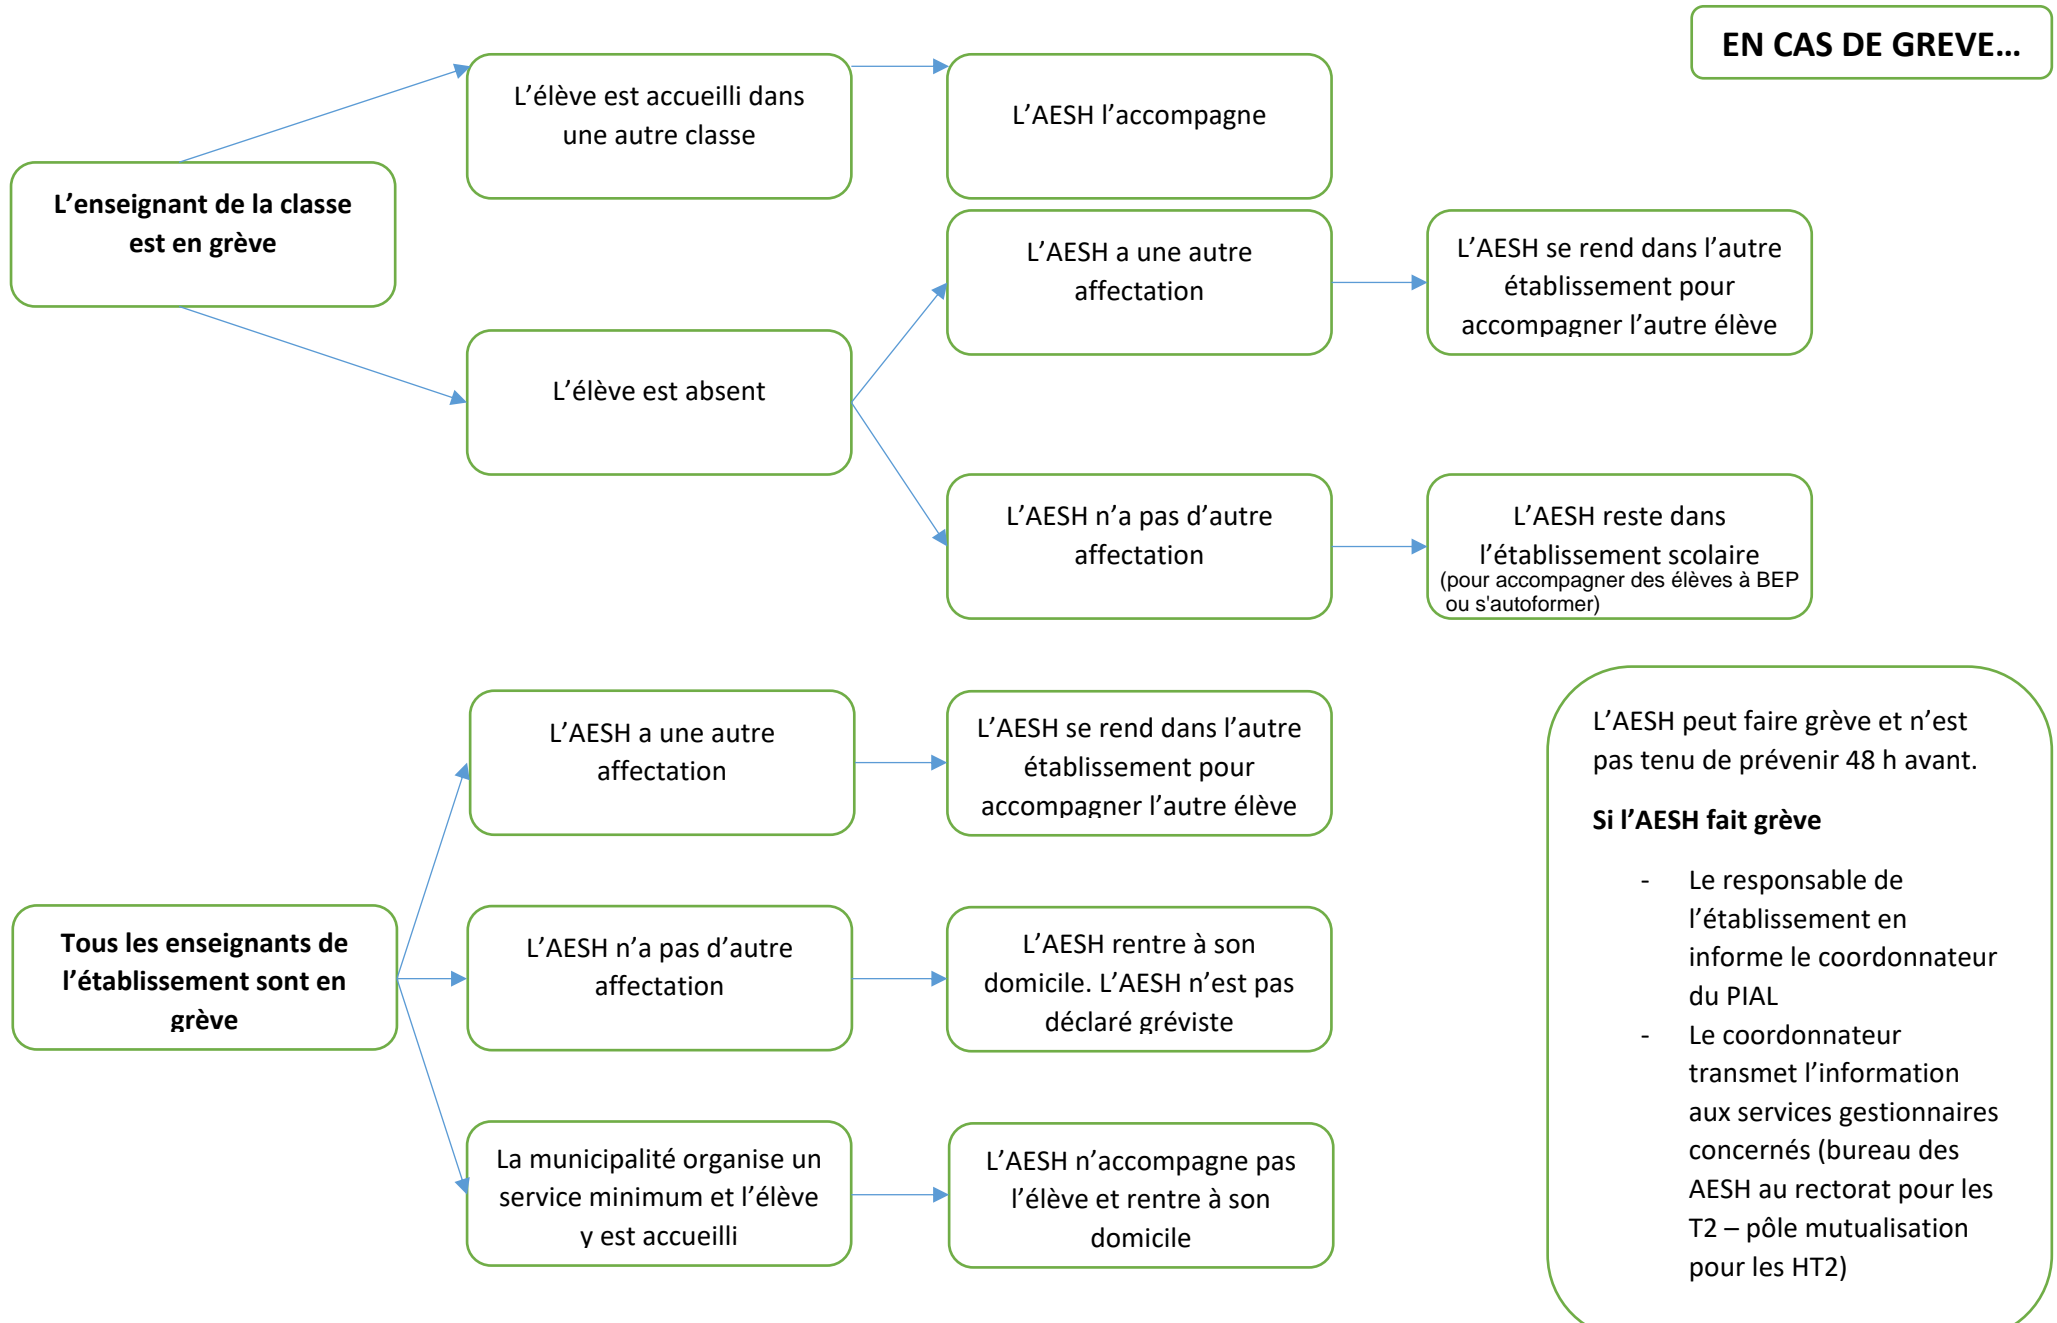 EN CAS DE GREVE...
L'enseignant de la classe
est en grève
L'élève est accueilli dans
une autre classe
L'AESH l'accompagne
L'élève est absent
L'AESH a une autre
affectation
L'AESH se rend dans l'autre
établissement pour
accompagner l'autre élève
L'AESH n'a pas d'autre
affectation
L'AESH reste dans
l'établissement scolaire
(pour accompagner des élèves à BEP
ou s'autoformer)
Tous les enseignants de
l'établissement sont en
grève
L'AESH a une autre
affectation
L'AESH se rend dans l'autre
établissement pour
accompagner l'autre élève
L'AESH n'a pas d'autre
affectation
L'AESH rentre à son
domicile. L'AESH n'est pas
déclaré gréviste
La municipalité organise un
service minimum et l'élève
y est accueilli
L'AESH n'accompagne pas
l'élève et rentre à son
domicile
L'AESH peut faire grève et n'est
pas tenu de prévenir 48 h avant.
Si l'AESH fait grève
- Le responsable de
l'établissement en
informe le coordonnateur
du PIAL
- Le coordonnateur
transmet l'information
aux services gestionnaires
concernés (bureau des
AESH au rectorat pour les
T2 – pôle mutualisation
pour les HT2)